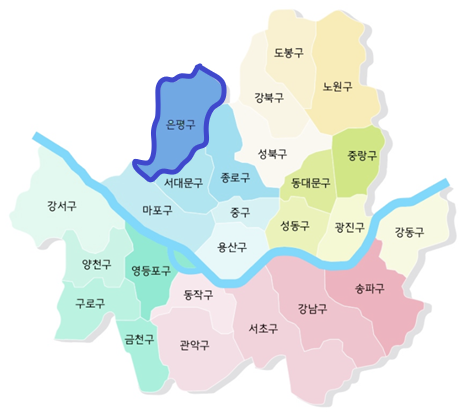 도봉구
노원구
강북구
은평구
성북구
중랑구
서대문구
종로구
동대문구
강서구
마포구
중구
성동구
광진구
강동구
용산구
양천구
영등포구
동작구
송파구
구로구
강남구
서초구
금천구
관악구